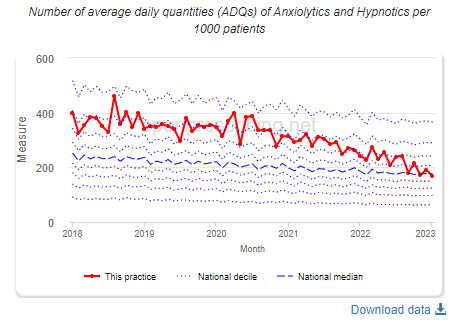 Number of average daily quantities (ADQs) of Anxiolytics and Hypnotics per
1000 patients
600
400
200
0
Measure
2018
2019
2020
2021
2022
2023
Month
This practice
National decile
National median
Download data